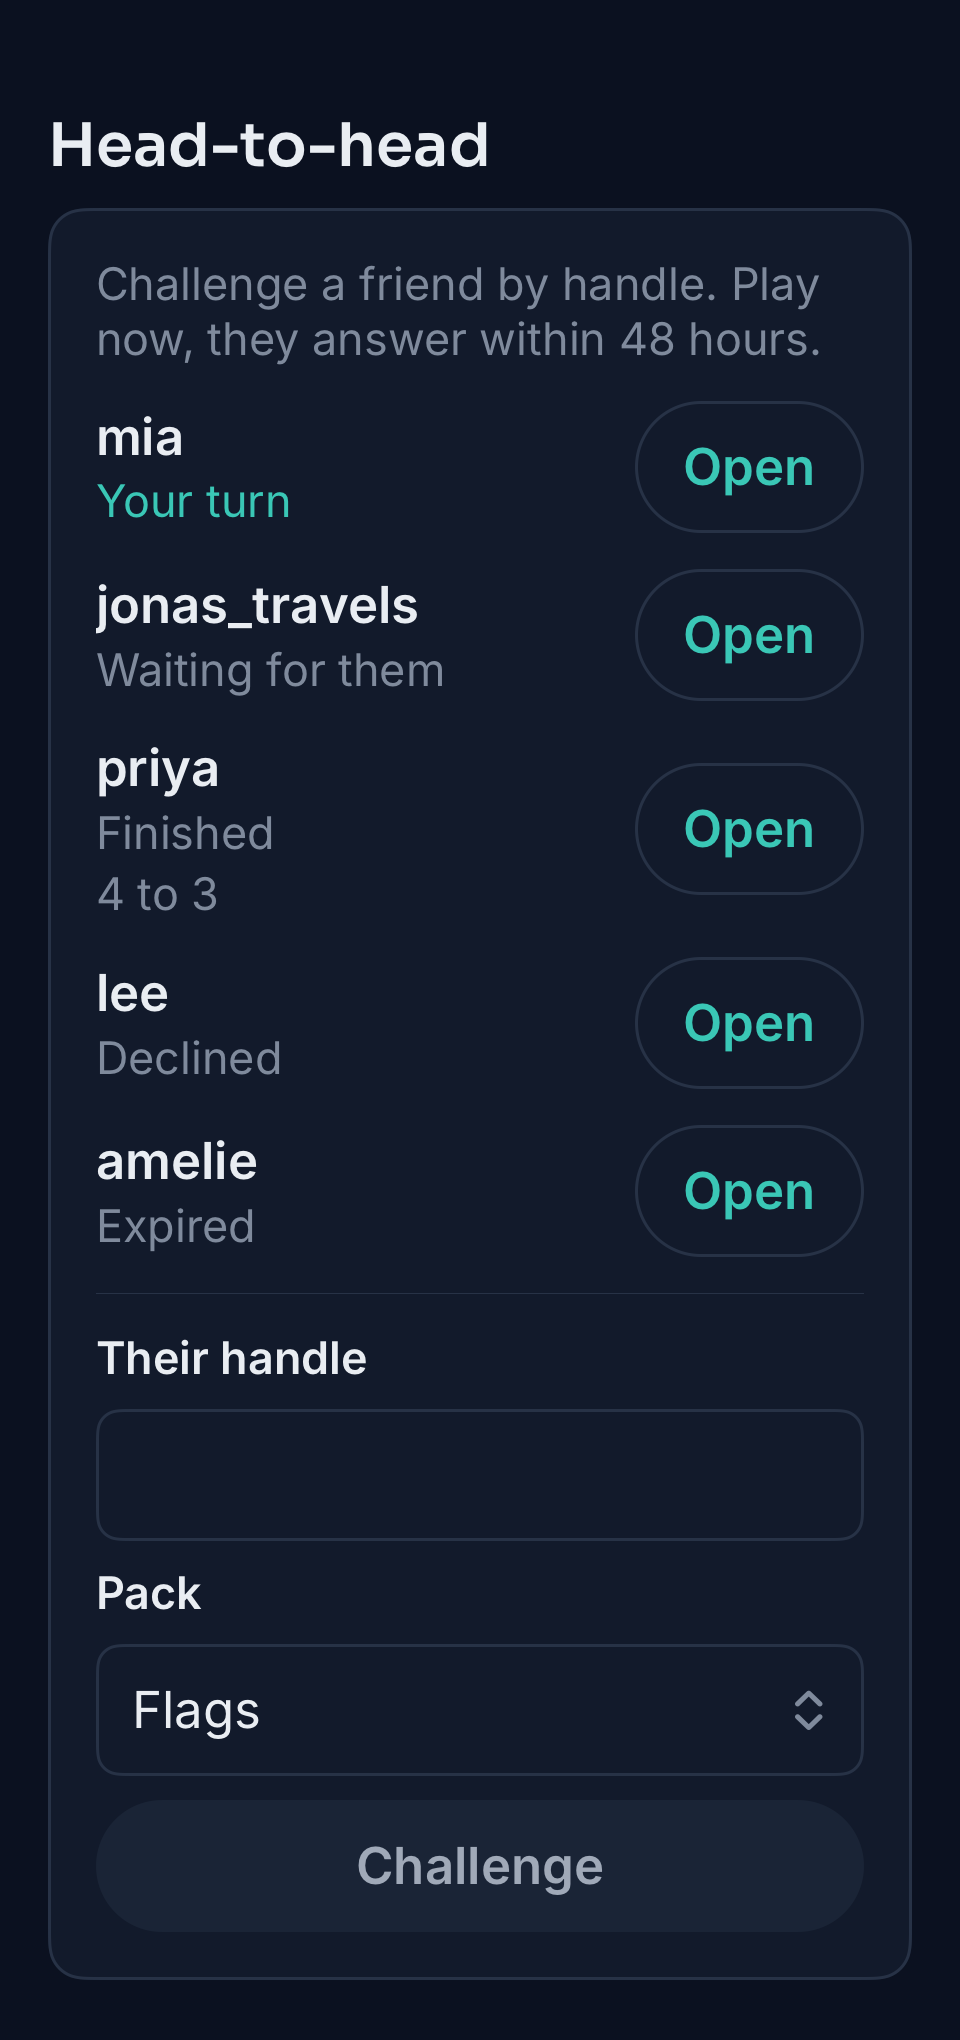 Head-to-head
Challenge a friend by handle. Play
now, they answer within 48 hours.
mia
Your turn
Open
jonas_travels
Waiting for them
Open
priya
Finished
4 to 3
Open
lee
Declined
Open
amelie
Expired
Open
Their handle
Pack
Flags
Challenge